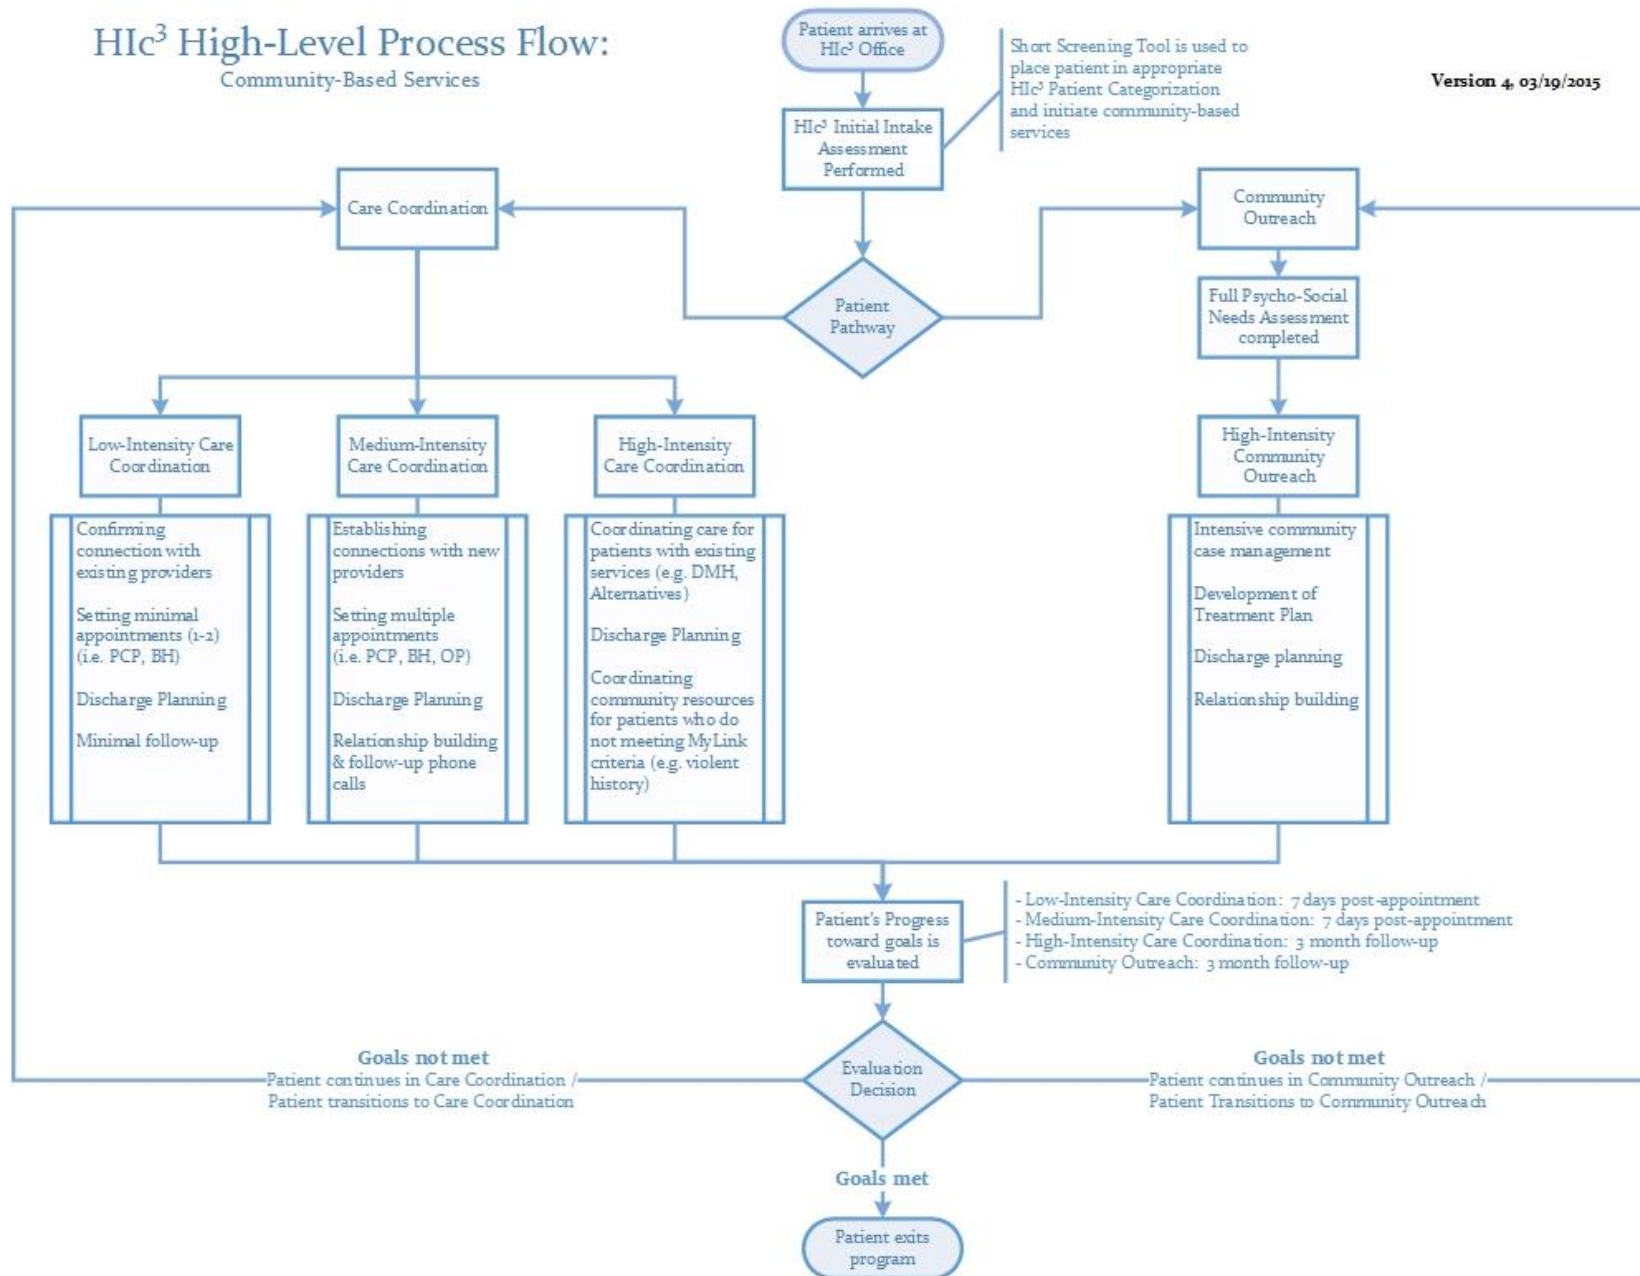 HIc³ High-Level Process Flow:
Community-Based Services
Version 4, 03/19/2015
Patient arrives at
HIc³ Office
Short Screening Tool is used to
place patient in appropriate
HIc³ Patient Categorization
and initiate community-based
services
HIc³ Initial Intake
Assessment
Performed
Care Coordination
Community
Outreach
Patient
Pathway
Full Psycho-Social
Needs Assessment
completed
Low-Intensity Care
Coordination
Medium-Intensity
Care Coordination
High-Intensity
Care Coordination
High-Intensity
Community
Outreach
Confirming
connection with
existing providers
Setting minimal
appointments (1-2)
(i.e. PCP, BH)
Discharge Planning
Minimal follow-up
Establishing
connections with new
providers
Setting multiple
appointments
(i.e. PCP, BH, OP)
Discharge Planning
Relationship building
& follow-up phone
calls
Coordinating care for
patients with existing
services (e.g. DMH,
Alternatives)
Discharge Planning
Coordinating
community resources
for patients who do
not meeting MyLink
criteria (e.g. violent
history)
Intensive community
case management
Development of
Treatment Plan
Discharge planning
Relationship building
Patient's Progress
toward goals is
evaluated
- Low-Intensity Care Coordination: 7 days post-appointment
- Medium-Intensity Care Coordination: 7 days post-appointment
- High-Intensity Care Coordination: 3 month follow-up
- Community Outreach: 3 month follow-up
Evaluation
Decision
Goals not met
Patient continues in Care Coordination /
Patient transitions to Care Coordination
Goals not met
Patient continues in Community Outreach /
Patient Transitions to Community Outreach
Goals met
Patient exits
program